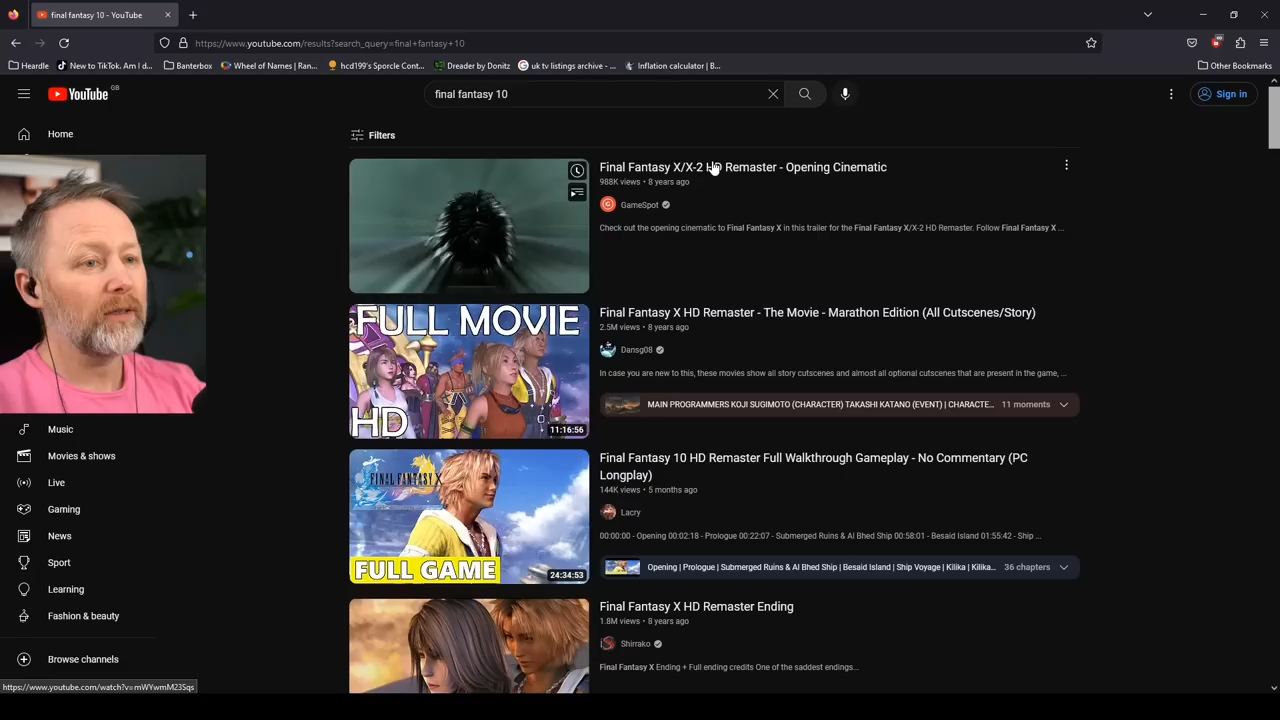 final fantasy 10 - YouTube
https://www.youtube.com/results?search_query=final+fantasy+10
Heardle
New to TikTok. Am I d...
Banterbox
Wheel of Names | Ran...
hcd199's Sporcle Cont...
Dreader by Donitz
uk tv listings archive - ...
Inflation calculator | B...
Other Bookmarks
YouTube GB
final fantasy 10
Sign in
Home
Filters
Final Fantasy X/X-2 HD Remaster - Opening Cinematic
988K views • 8 years ago
GameSpot
Check out the opening cinematic to Final Fantasy X in this trailer for the Final Fantasy X/X-2 HD Remaster. Follow Final Fantasy X ...
FULL MOVIE
HD
11:16:56
Final Fantasy X HD Remaster - The Movie - Marathon Edition (All Cutscenes/Story)
2.5M views • 8 years ago
Dansg08
In case you are new to this, these movies show all story cutscenes and almost all optional cutscenes that are present in the game, ...
MAIN PROGRAMMERS KOJI SUGIMOTO (CHARACTER) TAKASHI KATANO (EVENT) | CHARACTE... 11 moments
Music
Movies & shows
Live
Gaming
News
Sport
Learning
Fashion & beauty
Browse channels
FINAL FANTASY X
FULL GAME
24:34:53
Final Fantasy 10 HD Remaster Full Walkthrough Gameplay - No Commentary (PC
Longplay)
144K views • 5 months ago
Lacry
00:00:00 - Opening 00:02:18 - Prologue 00:22:07 - Submerged Ruins & Al Bhed Ship 00:58:01 - Besaid Island 01:55:42 - Ship ...
Opening | Prologue | Submerged Ruins & Al Bhed Ship | Besaid Island | Ship Voyage | Kilika | Kilika... 36 chapters
Final Fantasy X HD Remaster Ending
1.8M views • 8 years ago
Shirrako
Final Fantasy X Ending + Full ending credits One of the saddest endings...
https://www.youtube.com/watch?v=mWYwmM23Sqs